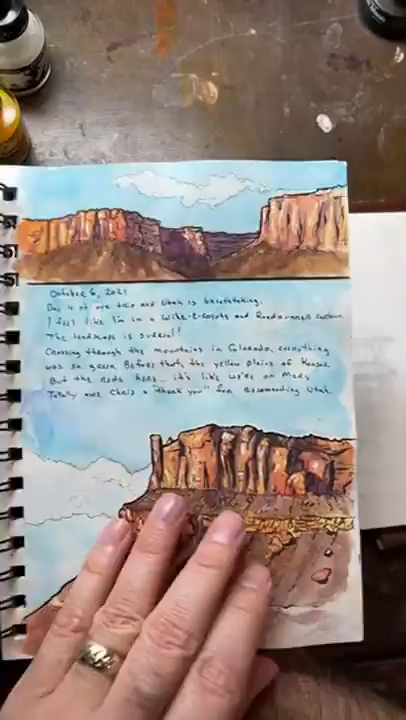 October 6, 2021
Day 4 of our trip and Utah is breathtaking.
I feel like I'm in a Wile-E-Coyote and Roadrunner cartoon.
The landscape is surreal!
Crossing through the mountains in Colorado, everything
was so green. Before that, the yellow plains of Kansas.
But the rocks here... it's like we're on Mars.
Totally owe Chris a "thank you" for recommending Utah.